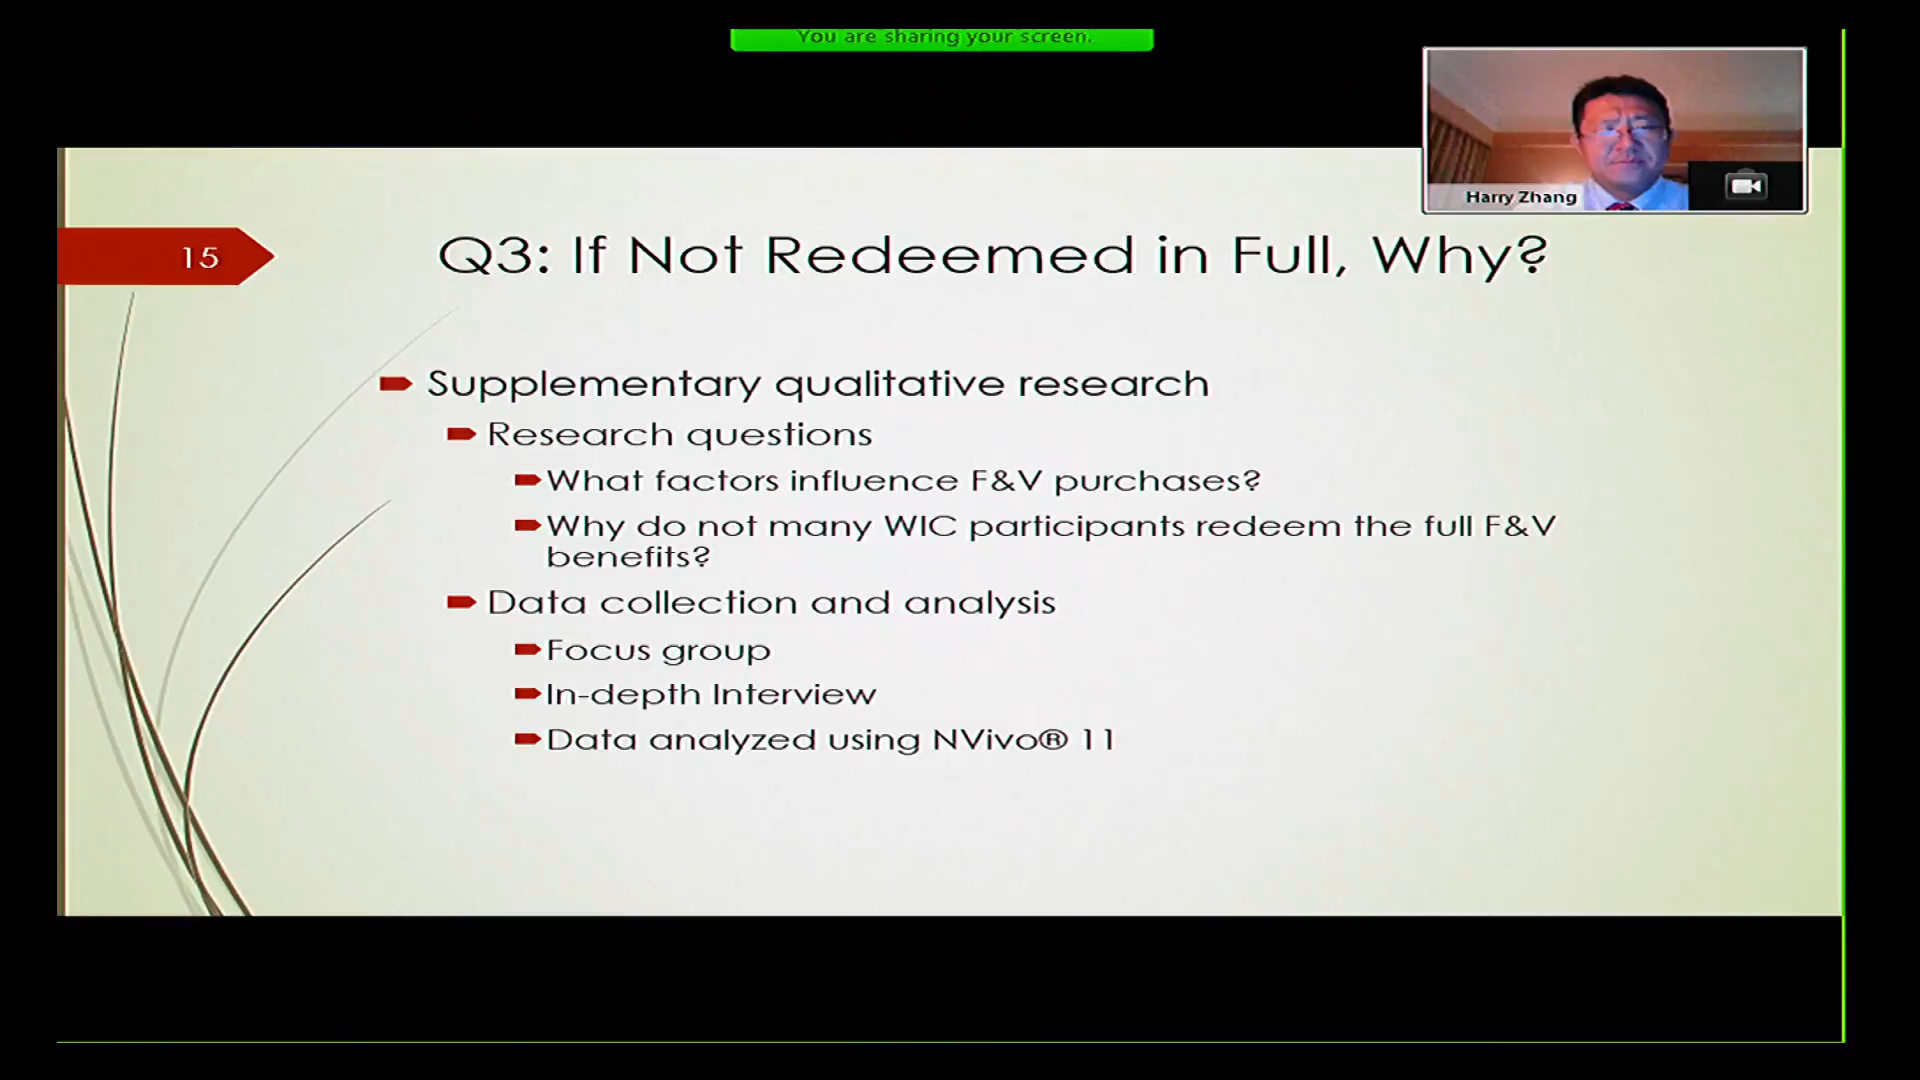 You are sharing your screen.
Harry Zhang
15
Q3: If Not Redeemed in Full, Why?
Supplementary qualitative research
Research questions
What factors influence F&V purchases?
Why do not many WIC participants redeem the full F&V
benefits?
Data collection and analysis
Focus group
In-depth Interview
Data analyzed using NVivo® 11